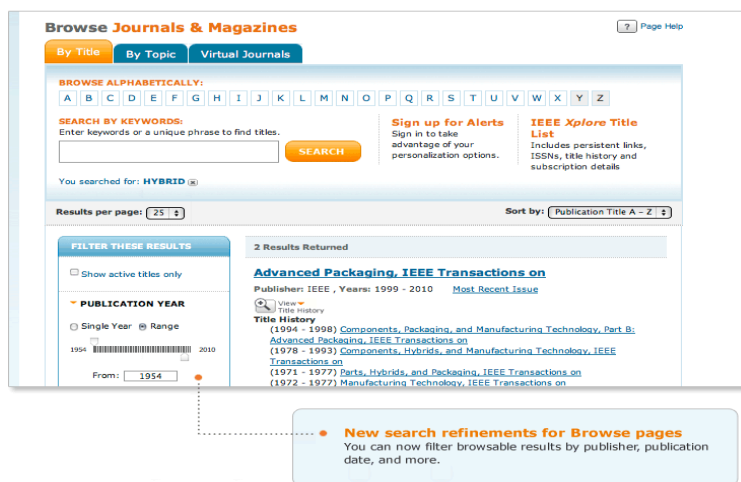 Browse Journals & Magazines
? Page Help
By Title By Topic Virtual Journals
BROWSE ALPHABETICALLY:
A B C D E F G H I J K L M N O P Q R S T U V W X Y Z
SEARCH BY KEYWORDS:
Enter keywords or a unique phrase to find titles.
SEARCH
Sign up for Alerts
Sign in to take
advantage of your
personalization options.
IEEE Xplore Title
List
Includes persistent links,
ISSNs, title history and
subscription details
You searched for: HYBRID
Results per page: 25
Sort by: Publication Title A - Z
FILTER THESE RESULTS
Show active titles only
PUBLICATION YEAR
Single Year Range
1954 2010
From: 1954
2 Results Returned
Advanced Packaging, IEEE Transactions on
Publisher: IEEE , Years: 1999 - 2010 Most Recent Issue
View
Title History
Title History
(1994 - 1998) Components, Packaging, and Manufacturing Technology, Part B:
Advanced Packaging, IEEE Transactions on
(1978 - 1993) Components, Hybrids, and Manufacturing Technology, IEEE
Transactions on
(1971 - 1977) Parts, Hybrids, and Packaging, IEEE Transactions on
(1972 - 1977) Manufacturing Technology, IEEE Transactions on
New search refinements for Browse pages
You can now filter browsable results by publisher, publication
date, and more.